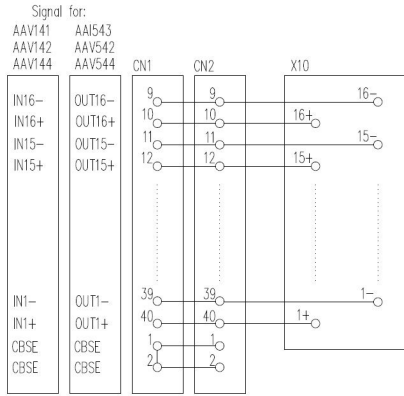 Signal for:
AAV141 AAI543
AAV142 AAV542
AAV144 AAV544 CN1 CN2 X10
IN16- OUT16- 9 9 16-
IN16+ OUT16+ 10 10 16+
IN15- OUT15- 11 11 15-
IN15+ OUT15+ 12 12 15+
IN1- OUT1- 39 39 1-
IN1+ OUT1+ 40 40 1+
CBSE CBSE 1 1
CBSE CBSE 2 2